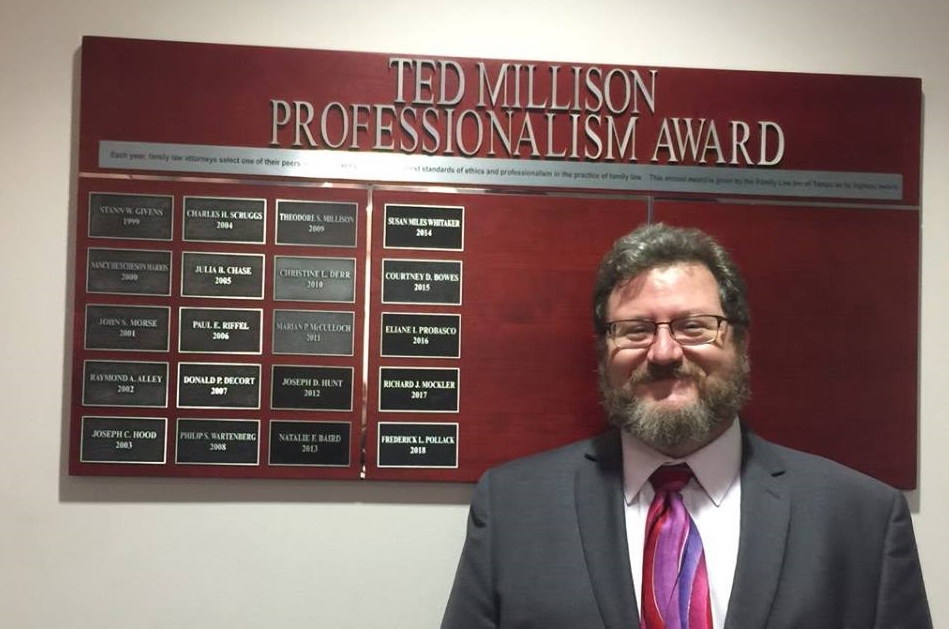 TED MILLISON
PROFESSIONALISM AWARD
Each year, family law attorneys select one of their peers standards of ethics and professionalism in the practice of family law. This annual award is given by the Family Law Inn of Tampa as its highest award.
STANN W. GIVENS
1999
NANCY HUTCHESON HARRIS
2000
JOHN S. MORSE
2001
RAYMOND A. ALLEY
2002
JOSEPH C. HOOD
2003
CHARLES H. SCRUGGS
2004
JULIA B. CHASE
2005
PAUL E. RIFFEL
2006
DONALD P. DECORT
2007
PHILIP S. WARTENBERG
2008
THEODORE S. MILLISON
2009
CHRISTINE L. DERR
2010
MARIAN P. McCULLOCH
2011
JOSEPH D. HUNT
2012
NATALIE F. BAIRD
2013
SUSAN MILES WHITAKER
2014
COURTNEY D. BOWES
2015
ELIANE I. PROBASCO
2016
RICHARD J. MOCKLER
2017
FREDERICK L. POLLACK
2018